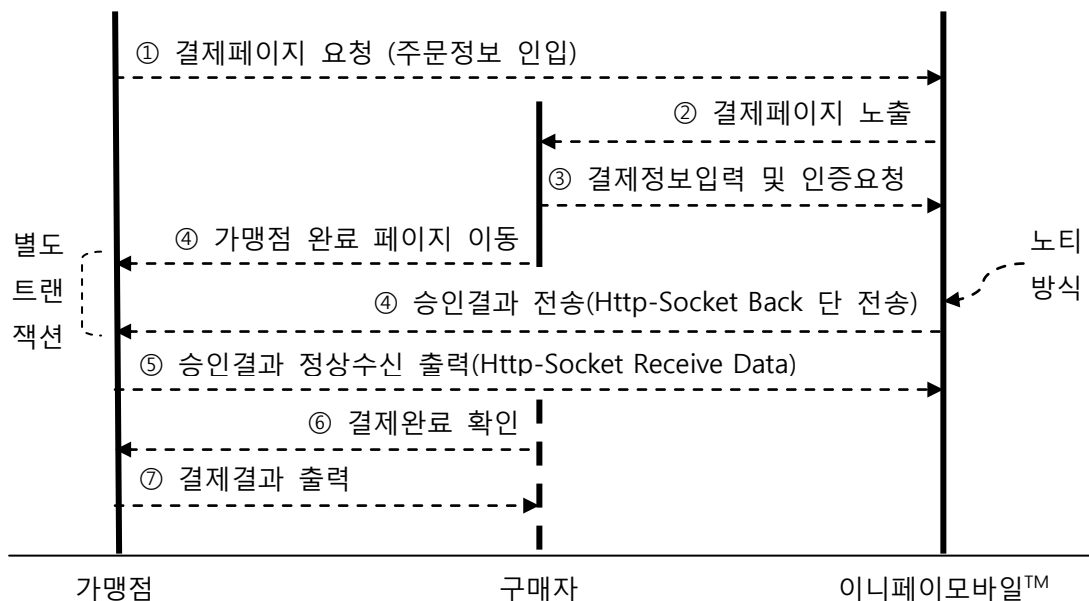 ① 결제페이지 요청 (주문정보 인입)
② 결제페이지 노출
③ 결제정보입력 및 인증요청
④ 가맹점 완료 페이지 이동
별도
트랜
잭션
노티
방식
④ 승인결과 전송(Http-Socket Back 단 전송)
⑤ 승인결과 정상수신 출력(Http-Socket Receive Data)
⑥ 결제완료 확인
⑦ 결제결과 출력
가맹점
구매자
이니페이모바일TM